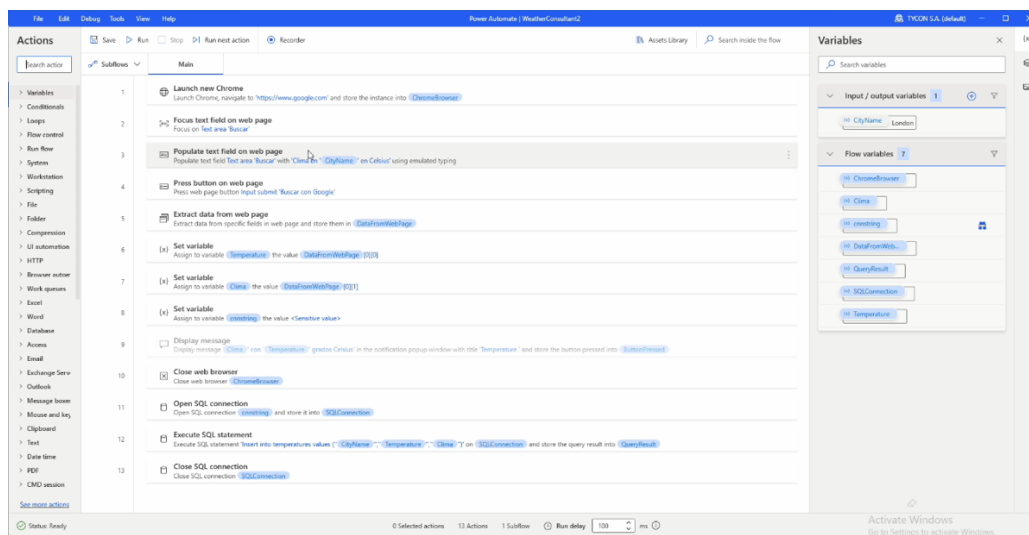 File Edit Debug Tools View Help
Power Automate | WeatherConsultant2
TYCON S.A. (default)
Actions
Save Run Stop Run next action Recorder
Assets Library Search inside the flow
Variables
Search action
Subflows
Main
Search variables
Variables
Conditionals
Loops
Flow control
Run flow
System
Workstation
Scripting
File
Folder
Compression
UI automation
HTTP
Browser autom
Work queues
Excel
Word
Database
Access
Email
Exchange Serv
Outlook
Message boxes
Mouse and key
Clipboard
Text
Date time
PDF
CMD session
See more actions
1
Launch new Chrome
Launch Chrome, navigate to 'https://www.google.com' and store the instance into ChromeBrowser
2
Focus text field on web page
Focus on Text area 'Buscar'
3
Populate text field on web page
Populate text field Text area 'Buscar' with 'Clima en ' CityName ' en Celsius' using emulated typing
4
Press button on web page
Press web page button Input submit 'Buscar con Google'
5
Extract data from web page
Extract data from specific fields in web page and store them in DataFromWebPage
6
Set variable
Assign to variable Temperature the value DataFromWebPage [0][0]
7
Set variable
Assign to variable Clima the value DataFromWebPage [0][1]
8
Set variable
Assign to variable cnnstring the value <Sensitive value>
9
Display message
Display message Clima ' con ' Temperature ' grados Celsius' in the notification popup window with title 'Temperature ' and store the button pressed into ButtonPressed
10
Close web browser
Close web browser ChromeBrowser
11
Open SQL connection
Open SQL connection cnnstring and store it into SQLConnection
12
Execute SQL statement
Execute SQL statement 'Insert into temperatures values (' CityName ',' Temperature ',' Clima ')' on SQLConnection and store the query result into QueryResult
13
Close SQL connection
Close SQL connection SQLConnection
Input / output variables 1
CityName London
Flow variables 7
ChromeBrowser
Clima
cnnstring
DataFromWeb...
QueryResult
SQLConnection
Temperature
Status: Ready
0 Selected actions 13 Actions 1 Subflow Run delay 100 ms
Activate Windows
Go to Settings to activate Windows.